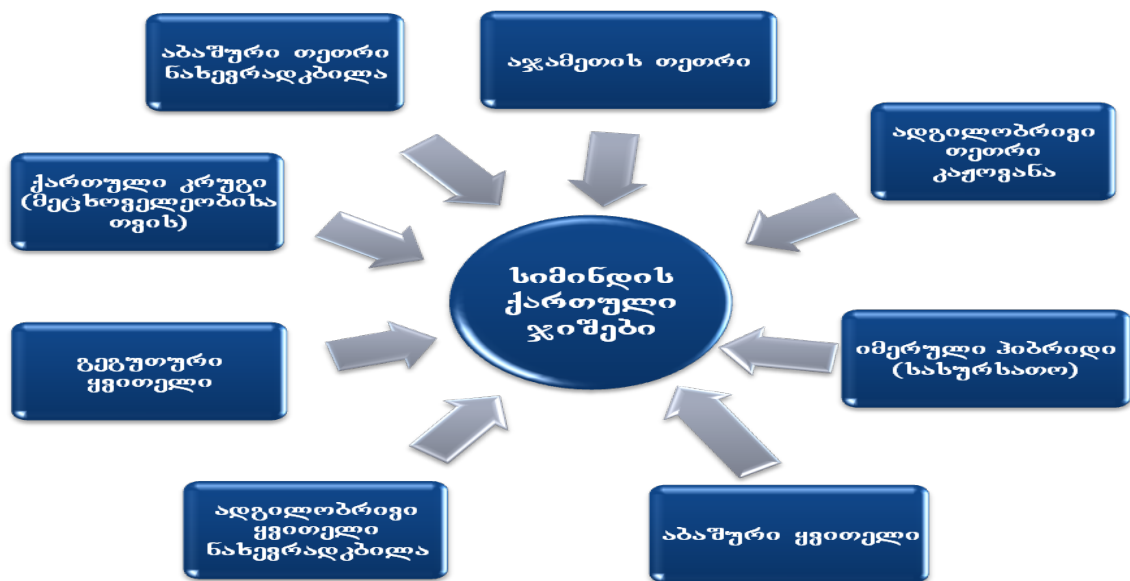 აბაშური თეთრი
ნახევრადკბილა
აჯამეთის თეთრი
ადგილობრივი
თეთრი
კაჟოვანა
ქართული კრუგი
(მეცხოველეობისა
თვის)
სიმინდის
ქართული
ჯიშები
გეგუთური
ყვითელი
იმერული ჰიბრიდი
(სასურსათო)
ადგილობრივი
ყვითელი
ნახევრადკბილა
აბაშური ყვითელი